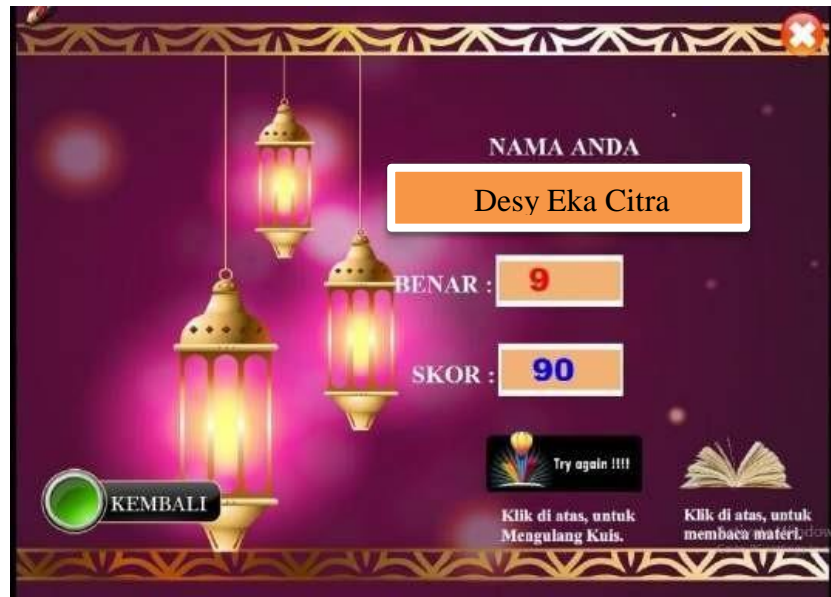 NAMA ANDA
Desy Eka Citra
BENAR : 9
SKOR : 90
Try again !!!!
KEMBALI
Klik di atas, untuk
Mengulang Kuis.
Klik di atas, untuk
membaca materi.